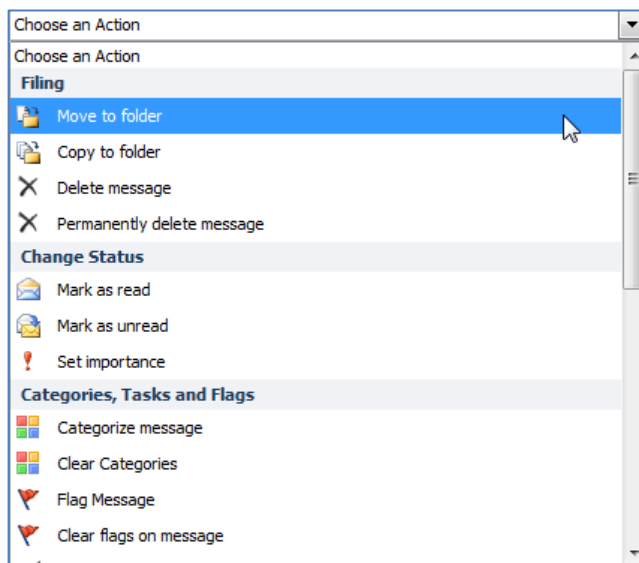 Choose an Action
Choose an Action
Filing
Move to folder
Copy to folder
Delete message
Permanently delete message
Change Status
Mark as read
Mark as unread
Set importance
Categories, Tasks and Flags
Categorize message
Clear Categories
Flag Message
Clear flags on message